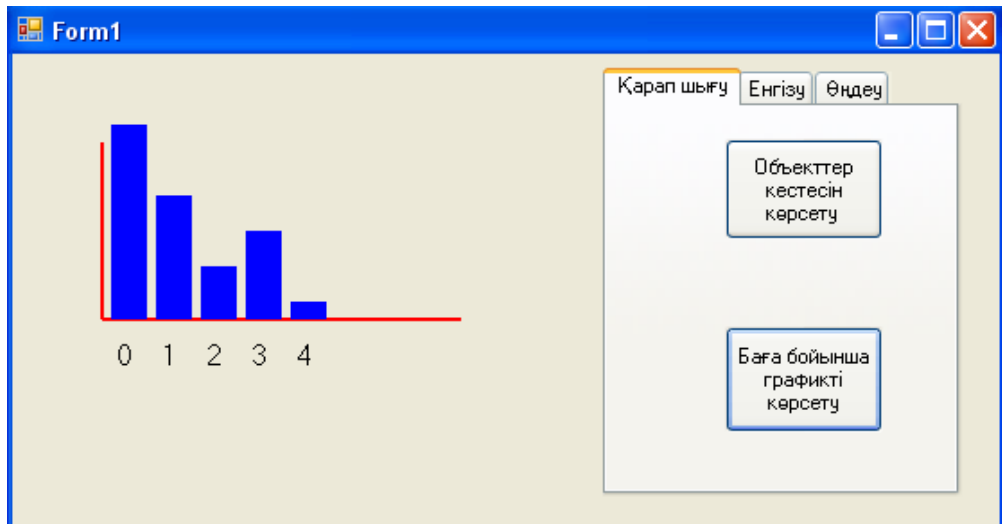 Form1
Қарап шығу Енгізу Өңдеу
Объекттер
кестесін
көрсету
0 1 2 3 4
Баға бойынша
графикті
көрсету